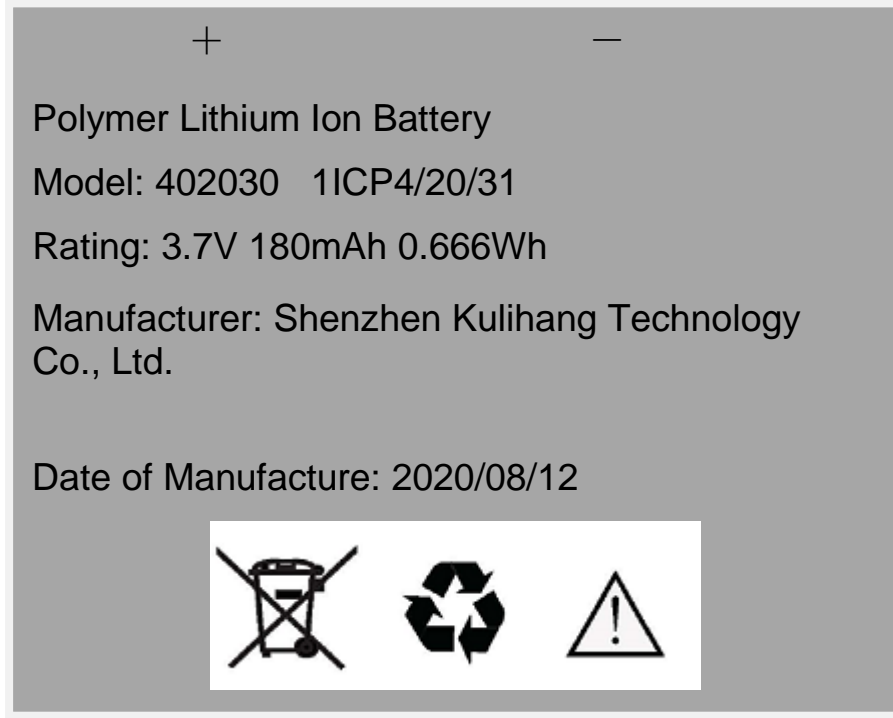 + −
Polymer Lithium Ion Battery
Model: 402030 1ICP4/20/31
Rating: 3.7V 180mAh 0.666Wh
Manufacturer: Shenzhen Kulihang Technology
Co., Ltd.
Date of Manufacture: 2020/08/12
!